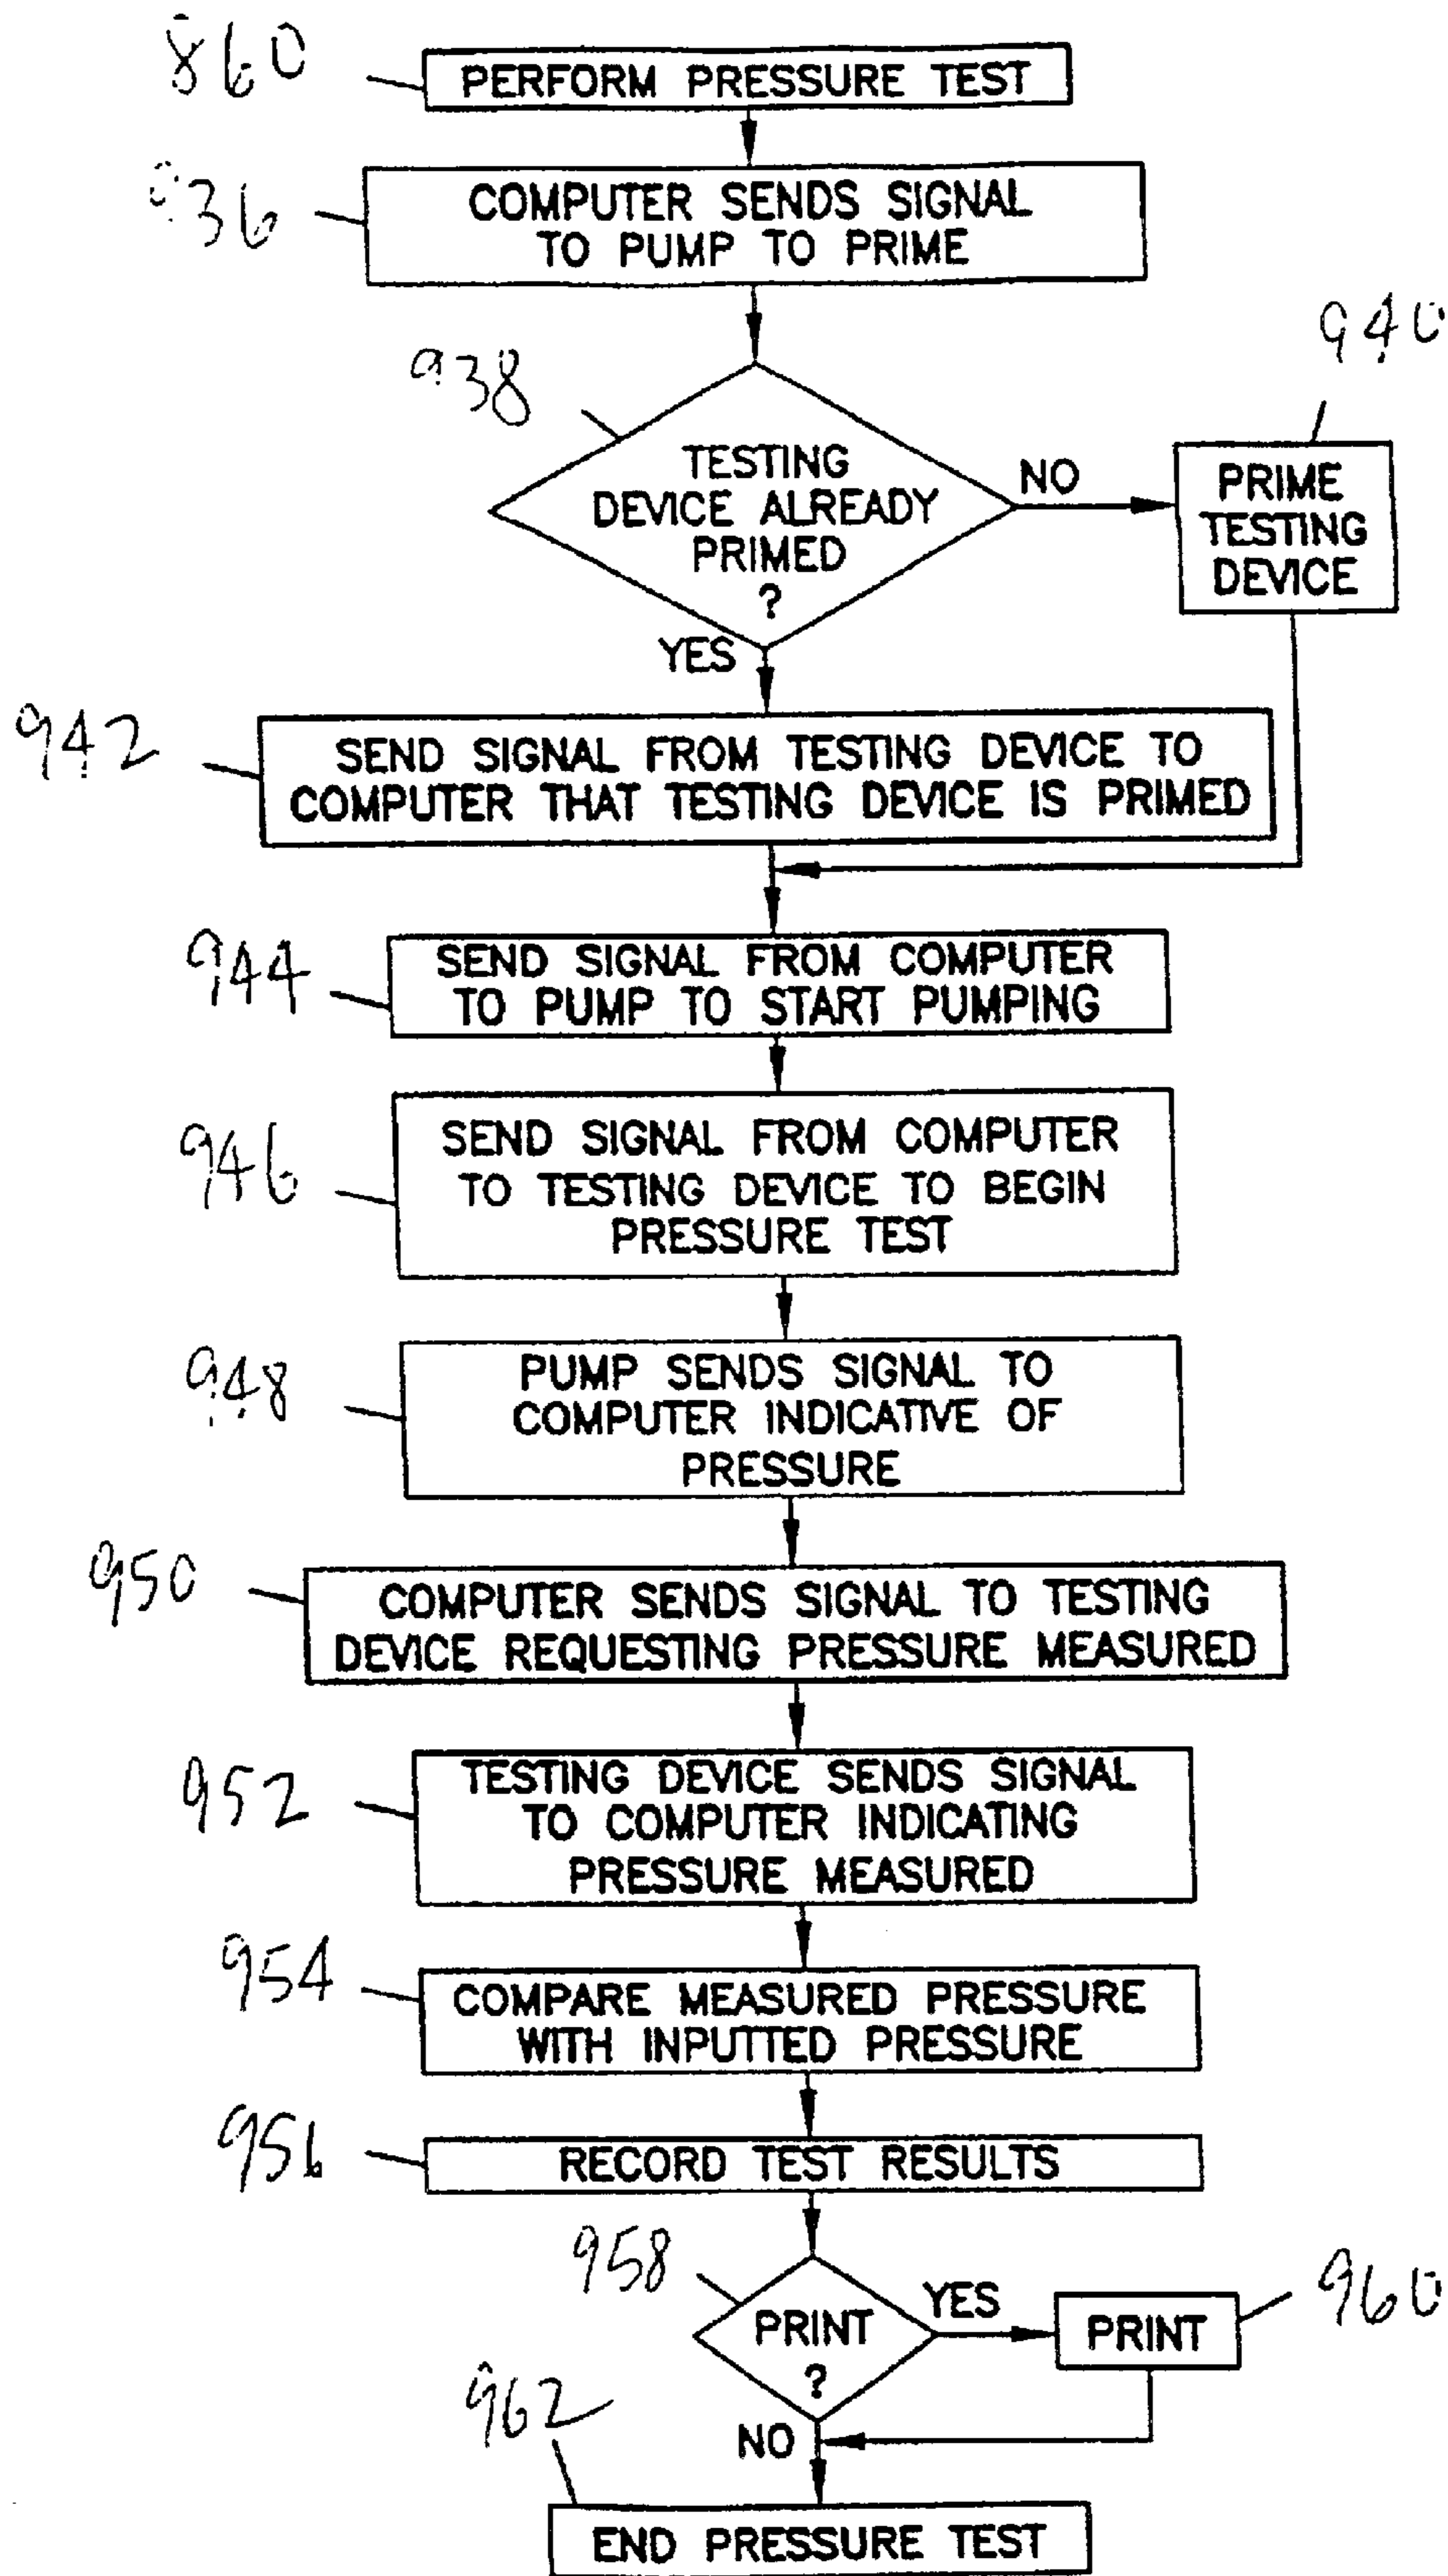 860
PERFORM PRESSURE TEST
936
COMPUTER SENDS SIGNAL
TO PUMP TO PRIME
938
TESTING
DEVICE ALREADY
PRIMED
?
NO
940
PRIME
TESTING
DEVICE
YES
942
SEND SIGNAL FROM TESTING DEVICE TO
COMPUTER THAT TESTING DEVICE IS PRIMED
944
SEND SIGNAL FROM COMPUTER
TO PUMP TO START PUMPING
946
SEND SIGNAL FROM COMPUTER
TO TESTING DEVICE TO BEGIN
PRESSURE TEST
948
PUMP SENDS SIGNAL TO
COMPUTER INDICATIVE OF
PRESSURE
950
COMPUTER SENDS SIGNAL TO TESTING
DEVICE REQUESTING PRESSURE MEASURED
952
TESTING DEVICE SENDS SIGNAL
TO COMPUTER INDICATING
PRESSURE MEASURED
954
COMPARE MEASURED PRESSURE
WITH INPUTTED PRESSURE
956
RECORD TEST RESULTS
958
PRINT
?
YES
PRINT
960
NO
962
END PRESSURE TEST